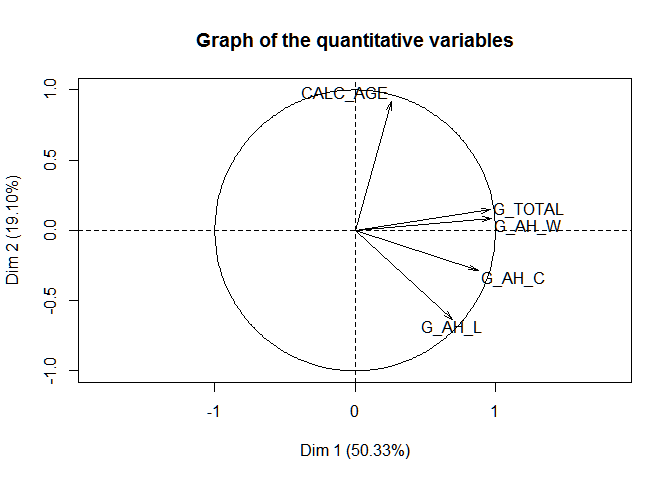 Graph of the quantitative variables
CALC_AGE
G_TOTAL
G_AH_W
G_AH_C
G_AH_L
1.0
0.5
0.0
-0.5
-1.0
Dim 2 (19.10%)
-1
0
1
Dim 1 (50.33%)